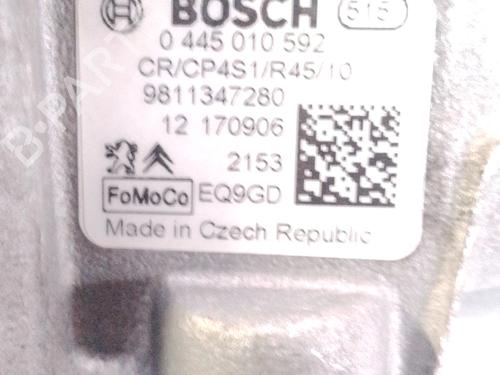 BOSCH 515
0 445 010 592
CR/CP4S1/R45/10
9811347280
12 170906
2153
FoMoCo EQ9GD
Made in Czech Republic
B-PARTS